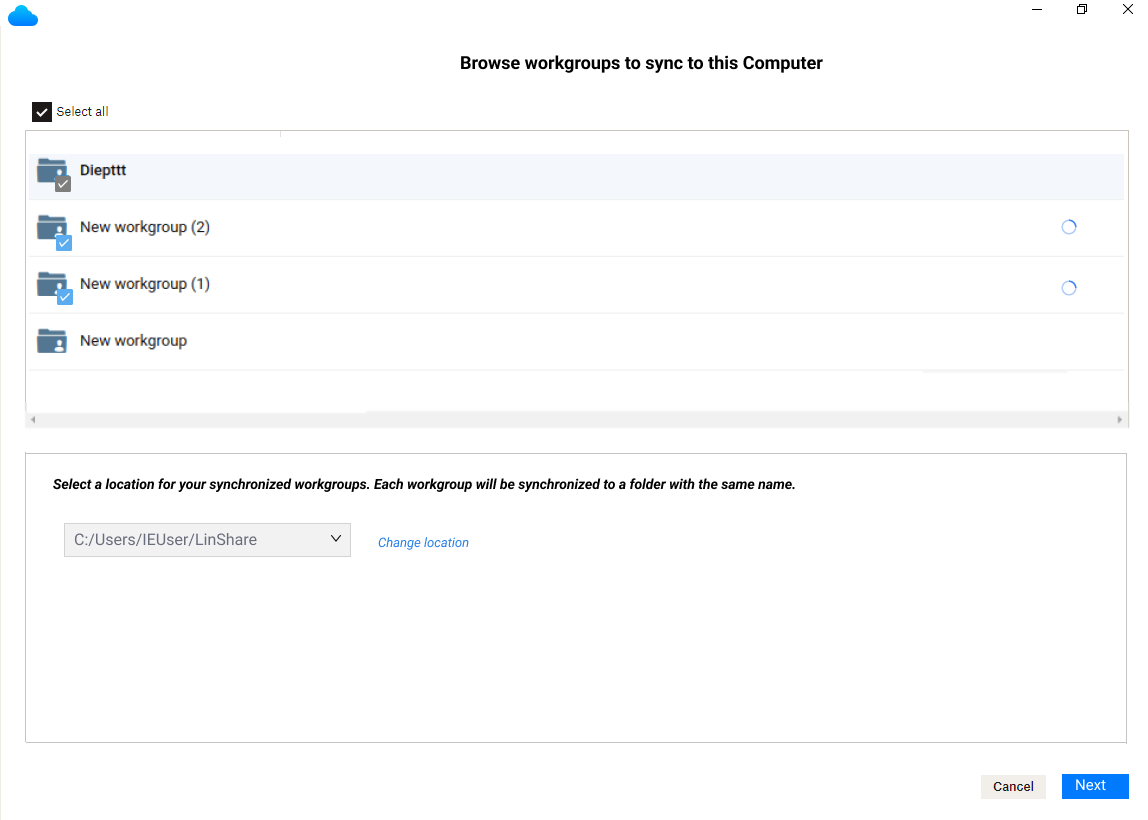 Browse workgroups to sync to this Computer
Select all
Diepttt
New workgroup (2)
New workgroup (1)
New workgroup
Select a location for your synchronized workgroups. Each workgroup will be synchronized to a folder with the same name.
C:/Users/IEUser/LinShare
Change location
Cancel
Next